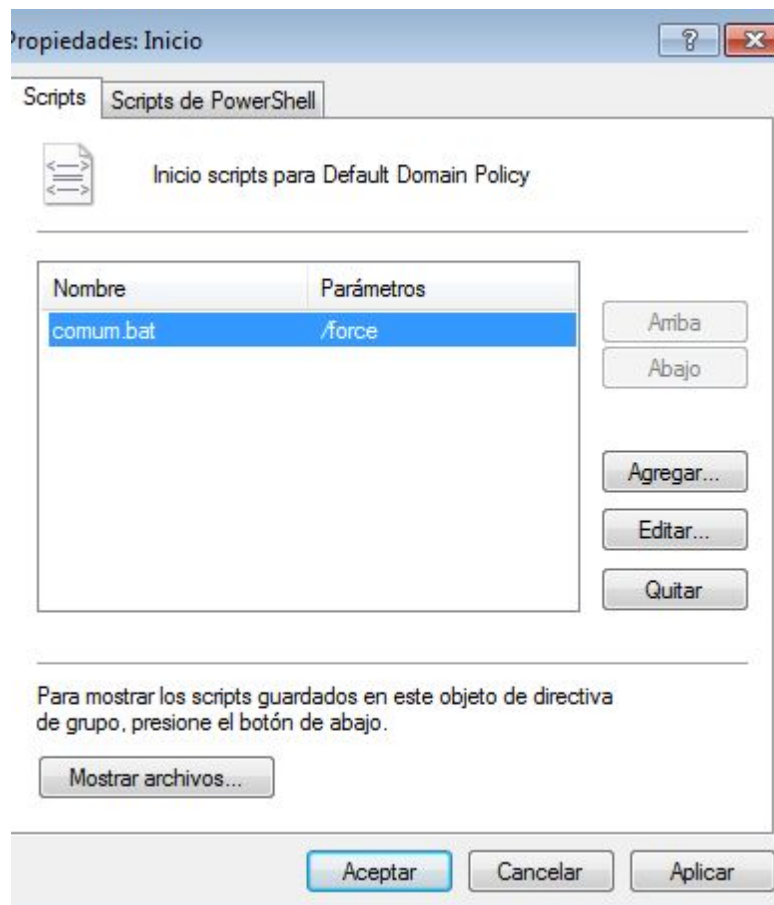 Propiedades: Inicio
Scripts
Scripts de PowerShell
Inicio scripts para Default Domain Policy
Nombre Parámetros
comum.bat /force
Arriba
Abajo
Agregar...
Editar...
Quitar
Para mostrar los scripts guardados en este objeto de directiva
de grupo, presione el botón de abajo.
Mostrar archivos...
Aceptar Cancelar Aplicar